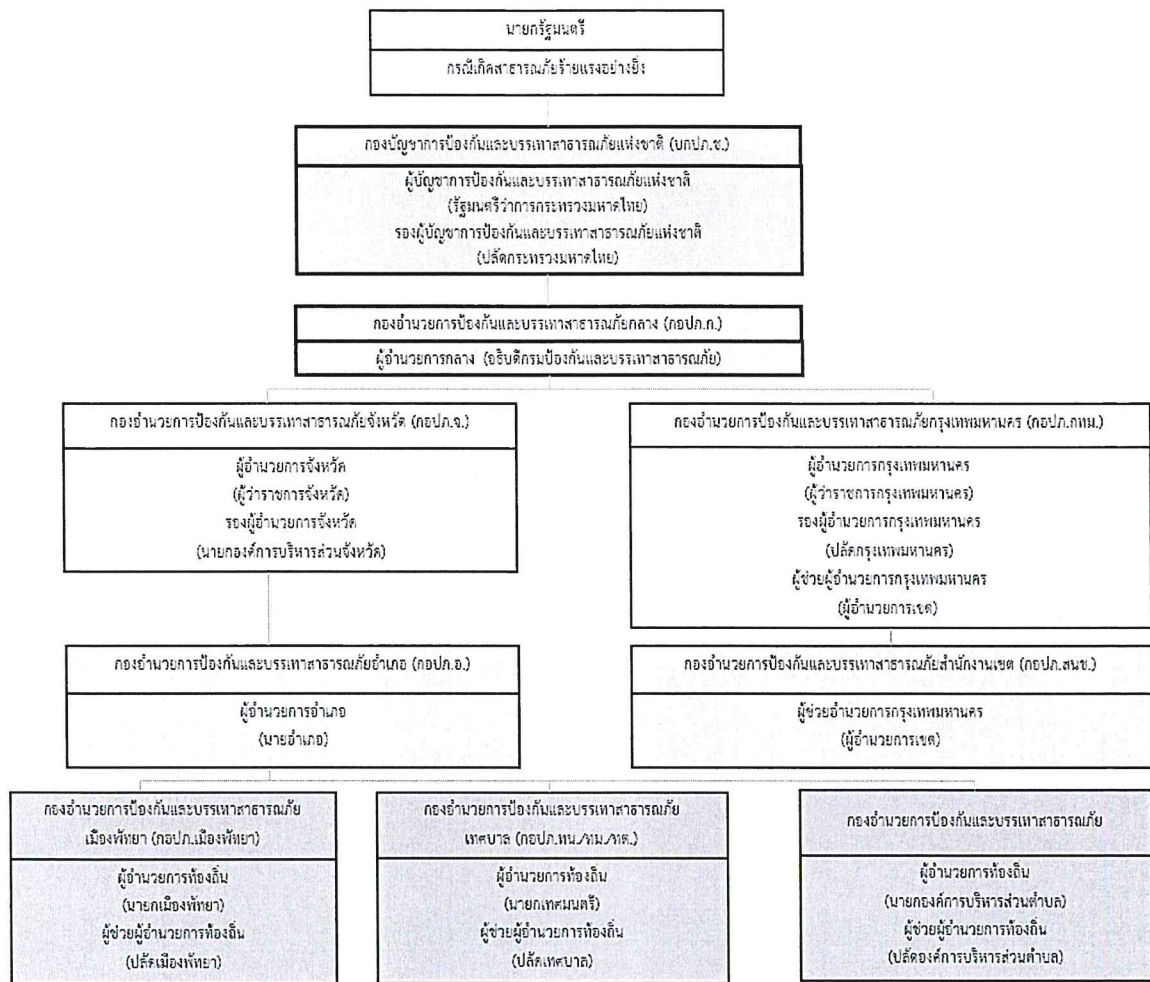 นายกรัฐมนตรี
กรณีเกิดสาธารณภัยร้ายแรงอย่างยิ่ง
กองบัญชาการป้องกันและบรรเทาสาธารณภัยแห่งชาติ (บกปภ.ช.)
ผู้บัญชาการป้องกันและบรรเทาสาธารณภัยแห่งชาติ
(รัฐมนตรีว่าการกระทรวงมหาดไทย)
รองผู้บัญชาการป้องกันและบรรเทาสาธารณภัยแห่งชาติ
(ปลัดกระทรวงมหาดไทย)
กองอำนวยการป้องกันและบรรเทาสาธารณภัยกลาง (กอปภ.ก.)
ผู้อำนวยการกลาง (อธิบดีกรมป้องกันและบรรเทาสาธารณภัย)
กองอำนวยการป้องกันและบรรเทาสาธารณภัยจังหวัด (กอปภ.จ.)
ผู้อำนวยการจังหวัด
(ผู้ว่าราชการจังหวัด)
รองผู้อำนวยการจังหวัด
(นายกองค์การบริหารส่วนจังหวัด)
กองอำนวยการป้องกันและบรรเทาสาธารณภัยกรุงเทพมหานคร (กอปภ.กทม.)
ผู้อำนวยการกรุงเทพมหานคร
(ผู้ว่าราชการกรุงเทพมหานคร)
รองผู้อำนวยการกรุงเทพมหานคร
(ปลัดกรุงเทพมหานคร)
ผู้ช่วยผู้อำนวยการกรุงเทพมหานคร
(ผู้อำนวยการเขต)
กองอำนวยการป้องกันและบรรเทาสาธารณภัยอำเภอ (กอปภ.อ.)
ผู้อำนวยการอำเภอ
(นายอำเภอ)
กองอำนวยการป้องกันและบรรเทาสาธารณภัยสำนักงานเขต (กอปภ.สนข.)
ผู้ช่วยอำนวยการกรุงเทพมหานคร
(ผู้อำนวยการเขต)
กองอำนวยการป้องกันและบรรเทาสาธารณภัย
เมืองพัทยา (กอปภ.เมืองพัทยา)
ผู้อำนวยการท้องถิ่น
(นายกเมืองพัทยา)
ผู้ช่วยผู้อำนวยการท้องถิ่น
(ปลัดเมืองพัทยา)
กองอำนวยการป้องกันและบรรเทาสาธารณภัย
เทศบาล (กอปภ.ทน./ทม./ทต.)
ผู้อำนวยการท้องถิ่น
(นายกเทศมนตรี)
ผู้ช่วยผู้อำนวยการท้องถิ่น
(ปลัดเทศบาล)
กองอำนวยการป้องกันและบรรเทาสาธารณภัย
ผู้อำนวยการท้องถิ่น
(นายกองค์การบริหารส่วนตำบล)
ผู้ช่วยผู้อำนวยการท้องถิ่น
(ปลัดองค์การบริหารส่วนตำบล)